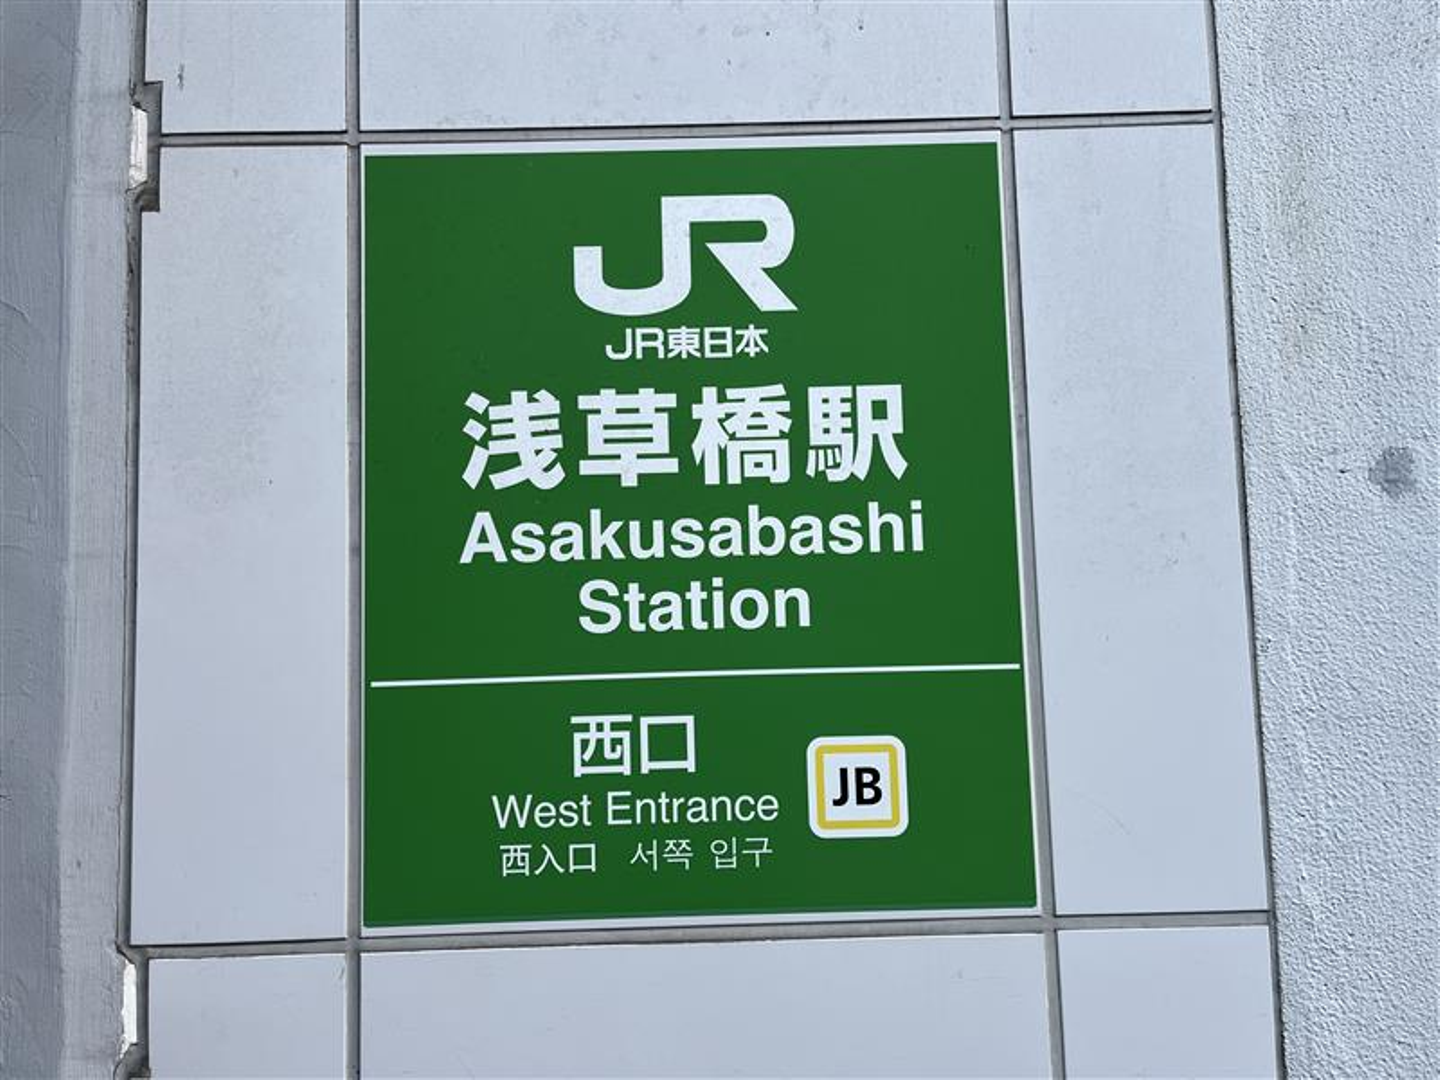 JR
JR東日本
浅草橋駅
Asakusabashi
Station
西口
West Entrance
西入口 서쪽 입구
JB